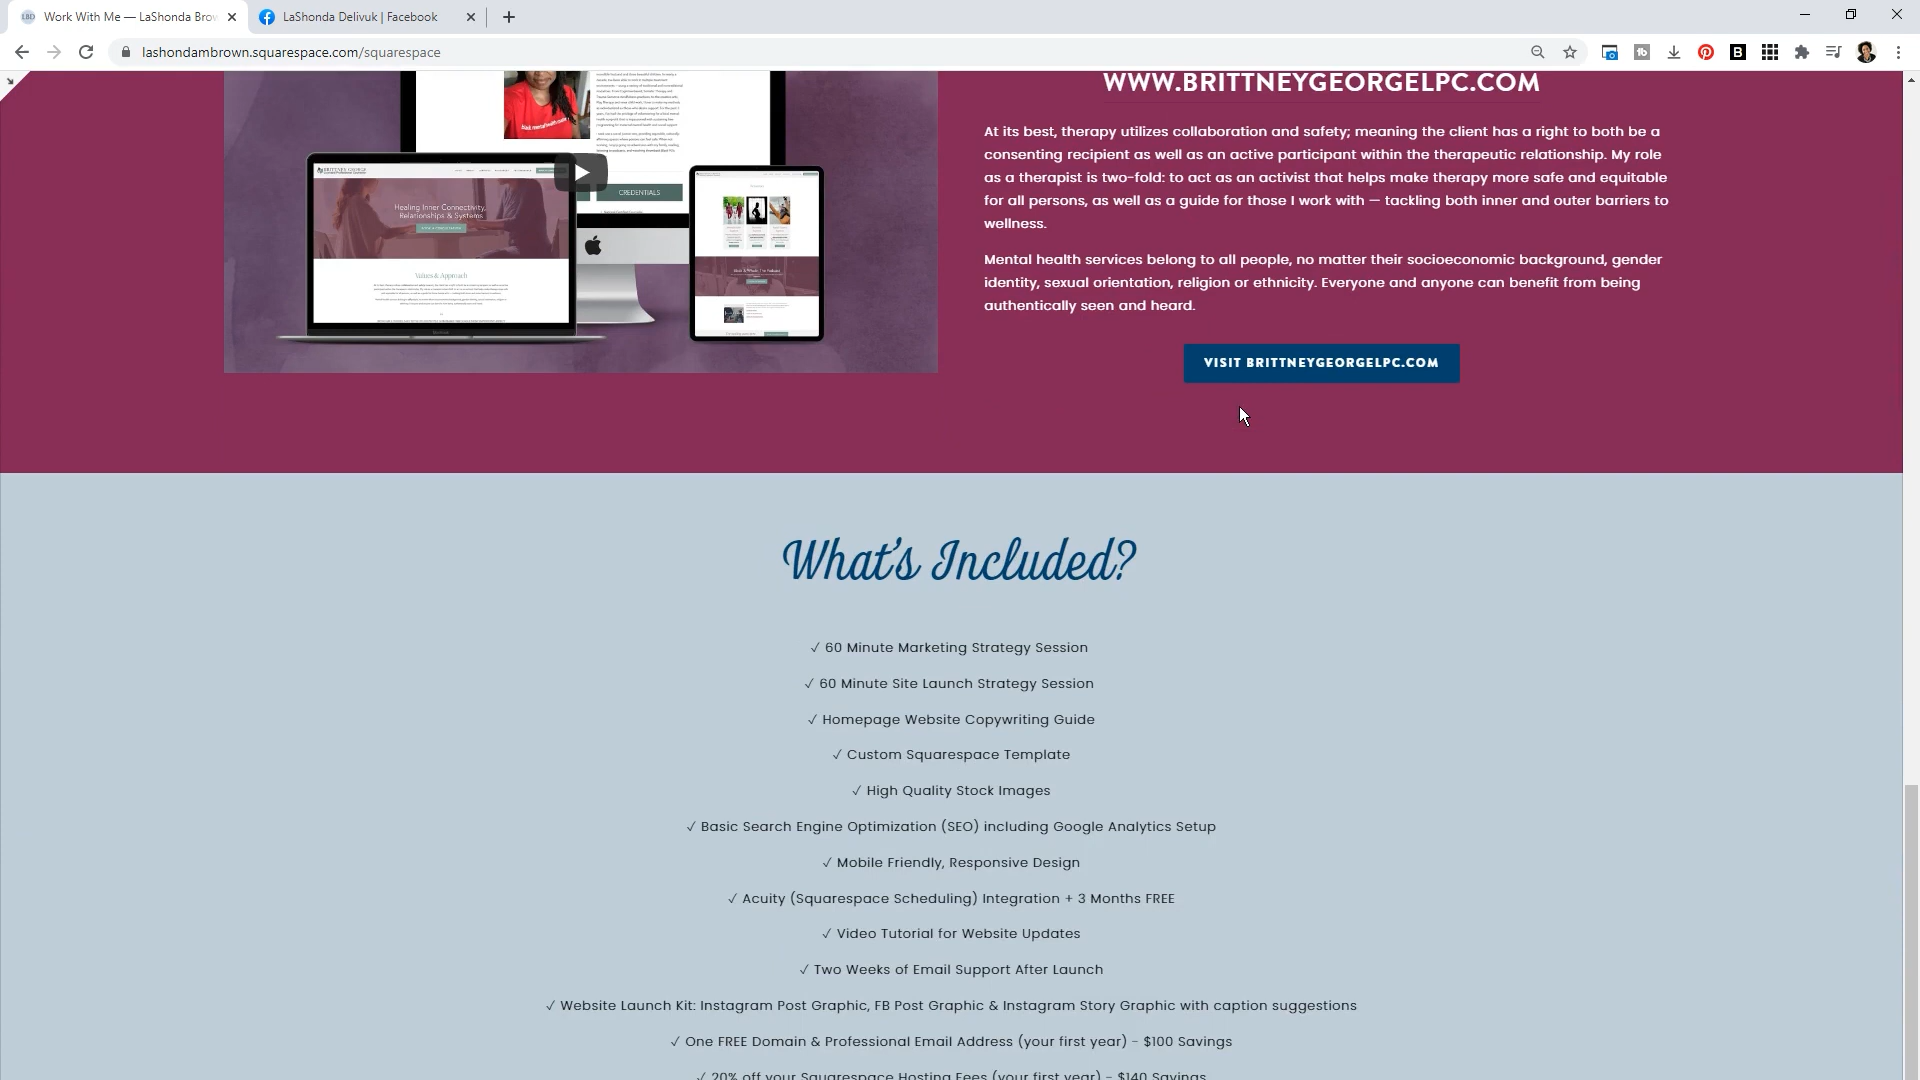 Work With Me — LaShonda Brow
LaShonda Delivuk | Facebook
lashondambrown.squarespace.com/squarespace
WWW.BRITTNEYGEORGELPC.COM
At its best, therapy utilizes collaboration and safety; meaning the client has a right to both be a
consenting recipient as well as an active participant within the therapeutic relationship. My role
as a therapist is two-fold: to act as an activist that helps make therapy more safe and equitable
for all persons, as well as a guide for those I work with — tackling both inner and outer barriers to
wellness.
Mental health services belong to all people, no matter their socioeconomic background, gender
identity, sexual orientation, religion or ethnicity. Everyone and anyone can benefit from being
authentically seen and heard.
VISIT BRITTNEYGEORGELPC.COM
CREDENTIALS
Healing Inner Connectivity,
Relationships & Systems
Values & Approach
What's Included?
✓ 60 Minute Marketing Strategy Session
✓ 60 Minute Site Launch Strategy Session
✓ Homepage Website Copywriting Guide
✓ Custom Squarespace Template
✓ High Quality Stock Images
✓ Basic Search Engine Optimization (SEO) including Google Analytics Setup
✓ Mobile Friendly, Responsive Design
✓ Acuity (Squarespace Scheduling) Integration + 3 Months FREE
✓ Video Tutorial for Website Updates
✓ Two Weeks of Email Support After Launch
✓ Website Launch Kit: Instagram Post Graphic, FB Post Graphic & Instagram Story Graphic with caption suggestions
✓ One FREE Domain & Professional Email Address (your first year) - $100 Savings
✓ 20% off your Squarespace Hosting Fees (your first year) - $140 Savings